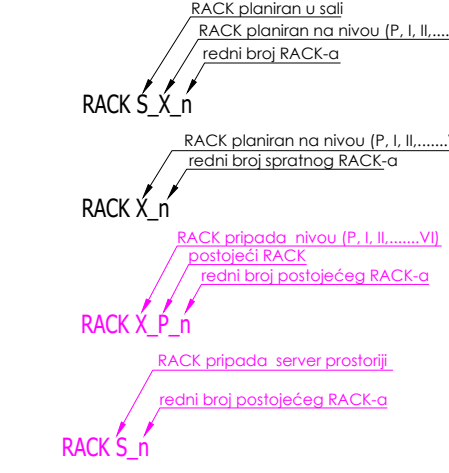 RACK planiran u sali
RACK planiran na nivou (P, I, II,....
redni broj RACK-a
RACK S_X_n
RACK planiran na nivou (P, I, II,.......
redni broj spratnog RACK-a
RACK X_n
RACK pripada nivou (P, I, II,.......VI)
postojeći RACK
redni broj postojećeg RACK-a
RACK X_P_n
RACK pripada server prostoriji
redni broj postojećeg RACK-a
RACK S_n